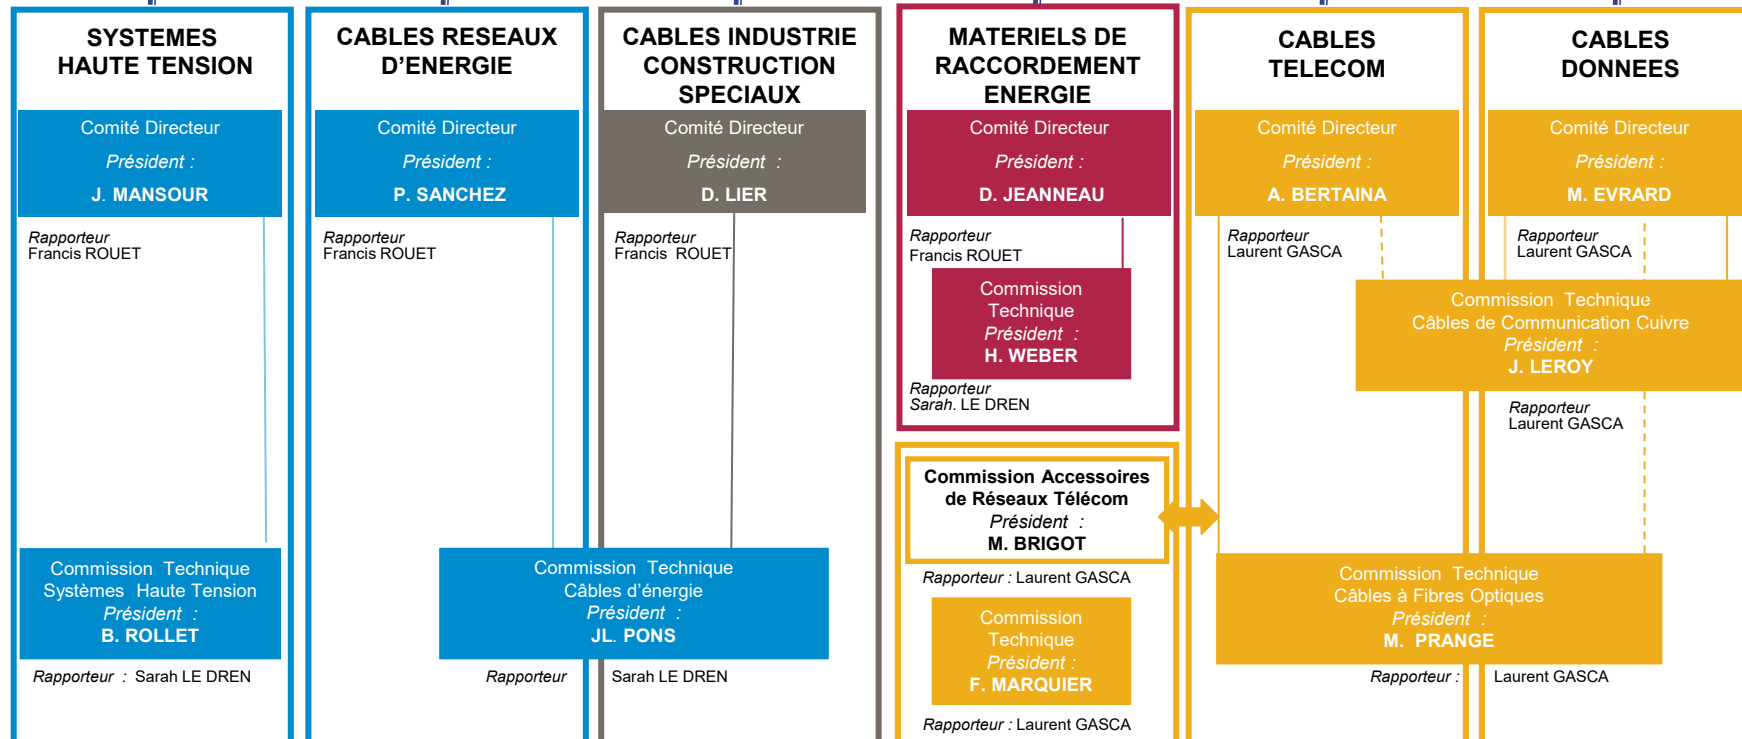 SYSTEMES
HAUTE TENSION
Comité Directeur
Président :
J. MANSOUR
Rapporteur
Francis ROUET
Commission Technique
Systèmes Haute Tension
Président :
B. ROLLET
Rapporteur : Sarah LE DREN
CABLES RESEAUX
D'ENERGIE
Comité Directeur
Président :
P. SANCHEZ
Rapporteur
Francis ROUET
CABLES INDUSTRIE
CONSTRUCTION
SPECIAUX
Comité Directeur
Président :
D. LIER
Rapporteur
Francis ROUET
Commission Technique
Câbles d'énergie
Président :
JL. PONS
Rapporteur Sarah LE DREN
MATERIELS DE
RACCORDEMENT
ENERGIE
Comité Directeur
Président :
D. JEANNEAU
Rapporteur
Francis ROUET
Commission
Technique
Président :
H. WEBER
Rapporteur
Sarah. LE DREN
Commission Accessoires
de Réseaux Télécom
Président :
M. BRIGOT
Rapporteur : Laurent GASCA
Commission
Technique
Président :
F. MARQUIER
Rapporteur : Laurent GASCA
CABLES
TELECOM
Comité Directeur
Président :
A. BERTAINA
Rapporteur
Laurent GASCA
CABLES
DONNEES
Comité Directeur
Président :
M. EVRARD
Rapporteur
Laurent GASCA
Commission Technique
Câbles de Communication Cuivre
Président :
J. LEROY
Rapporteur
Laurent GASCA
Commission Technique
Câbles à Fibres Optiques
Président :
M. PRANGE
Rapporteur : Laurent GASCA